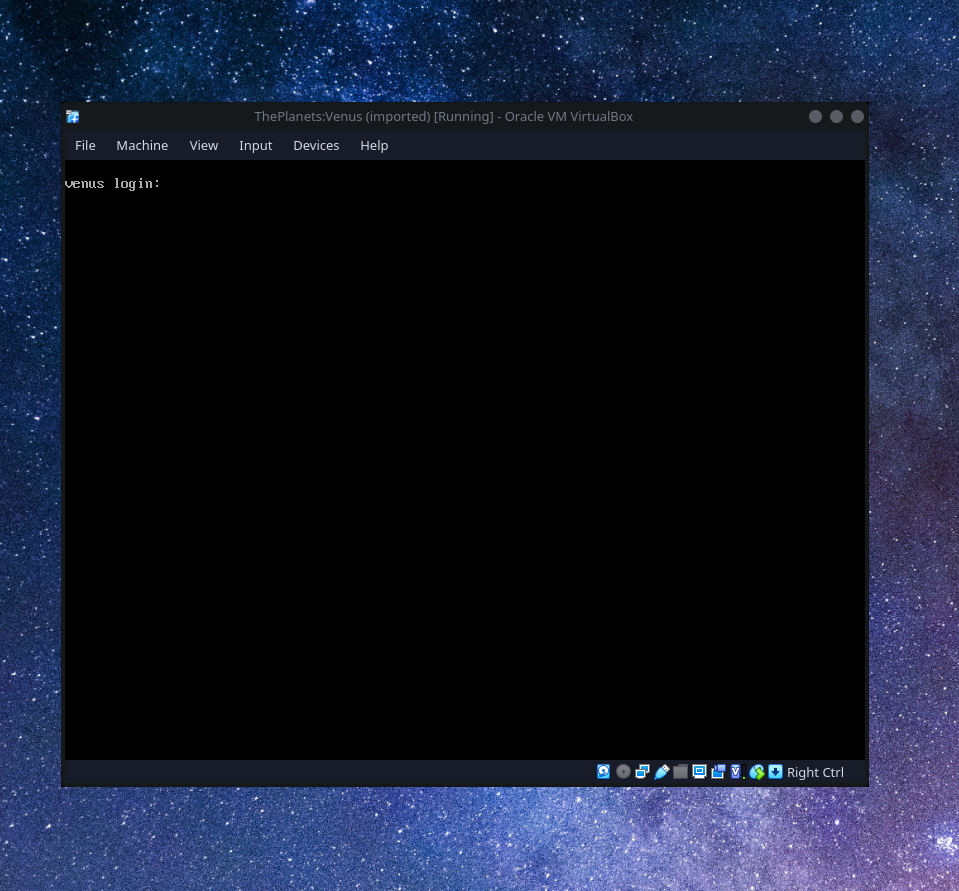 ThePlanets:Venus (imported) [Running] - Oracle VM VirtualBox
File Machine View Input Devices Help
venus login:
Right Ctrl